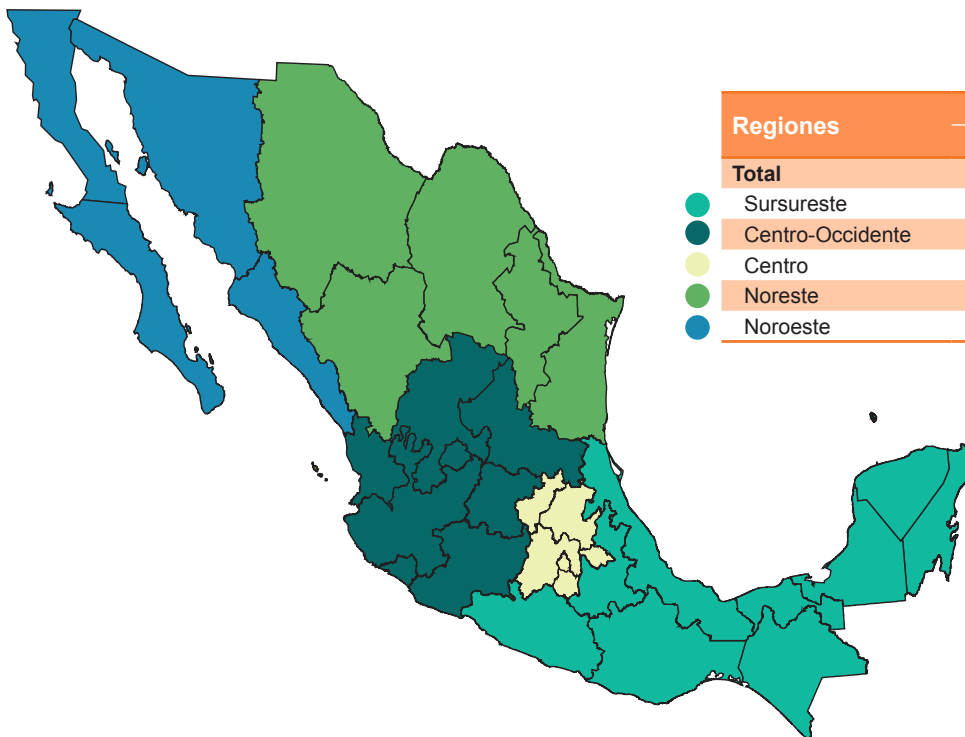 Regiones
Total
Sursureste
Centro-Occidente
Centro
Noreste
Noroeste